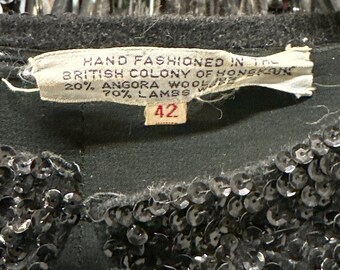 HAND FASHIONED IN THE
BRITISH COLONY OF HONGKONG
20% ANGORA WOOL
70% LAMBS
42